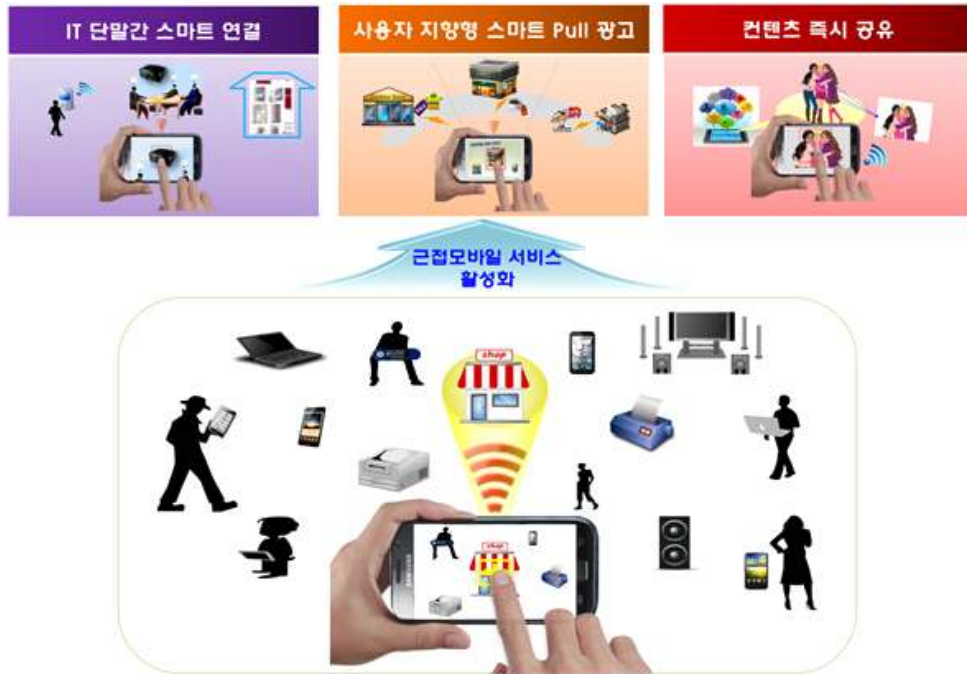 IT 단말간 스마트 연결
사용자 지향형 스마트 Pull 광고
컨텐츠 즉시 공유
근접모바일 서비스
활성화
shop
shop